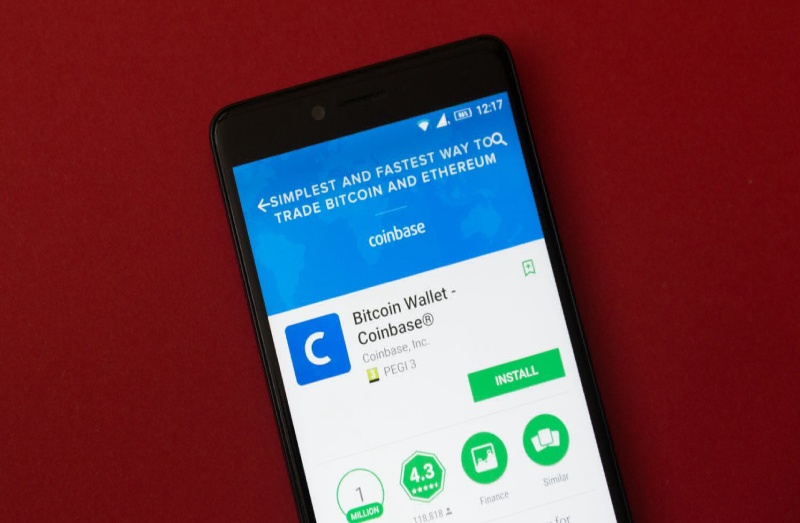 12:17
SIMPLEST AND FASTEST WAY TO
TRADE BITCOIN AND ETHEREUM
coinbase
Bitcoin Wallet -
Coinbase®
Coinbase, Inc.
3 PEGI 3
INSTALL
1
MILLION
4.3
118,818
Finance
Similar
for